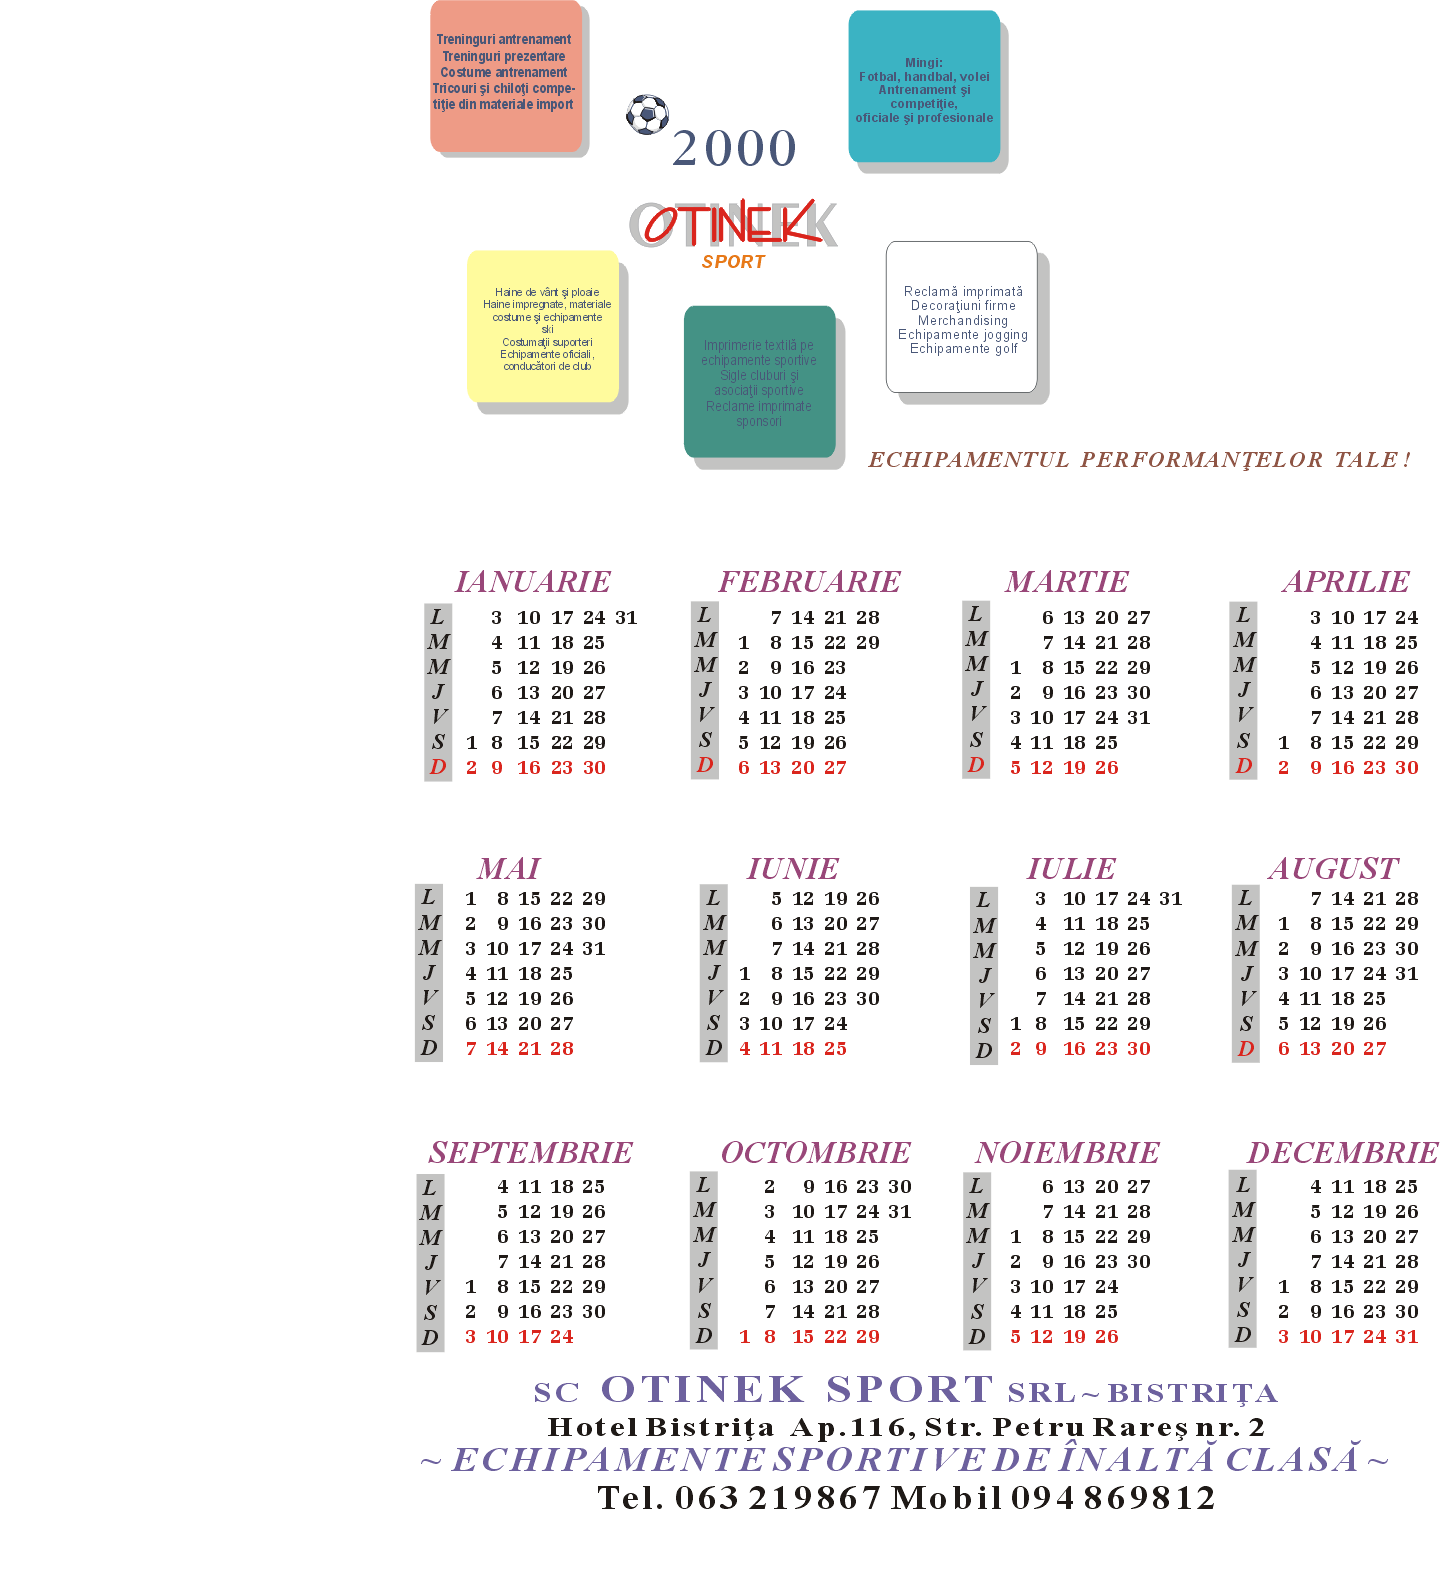 Treninguri antrenament
Treninguri prezentare
Costume antrenament
Tricouri şi chiloţi compe-
tiţie din materiale import
Mingi:
Fotbal, handbal, volei
Antrenament şi
competiţie,
oficiale şi profesionale
2000
OTINEK
SPORT
Haine de vânt şi ploaie
Haine impregnate, materiale
costume şi echipamente
ski
Costumaţii suporteri
Echipamente oficiali,
conducători de club
Imprimerie textilă pe
echipamente sportive
Sigle cluburi şi
asociaţii sportive
Reclame imprimate
sponsori
Reclamă imprimată
Decoraţiuni firme
Merchandising
Echipamente jogging
Echipamente golf
ECHIPAMENTUL PERFORMANŢELOR TALE !
IANUARIE
L 3 10 17 24 31
M 4 11 18 25
M 5 12 19 26
J 6 13 20 27
V 7 14 21 28
S 1 8 15 22 29
D 2 9 16 23 30
FEBRUARIE
L 7 14 21 28
M 1 8 15 22 29
M 2 9 16 23
J 3 10 17 24
V 4 11 18 25
S 5 12 19 26
D 6 13 20 27
MARTIE
L 6 13 20 27
M 7 14 21 28
M 1 8 15 22 29
J 2 9 16 23 30
V 3 10 17 24 31
S 4 11 18 25
D 5 12 19 26
APRILIE
L 3 10 17 24
M 4 11 18 25
M 5 12 19 26
J 6 13 20 27
V 7 14 21 28
S 1 8 15 22 29
D 2 9 16 23 30
MAI
L 1 8 15 22 29
M 2 9 16 23 30
M 3 10 17 24 31
J 4 11 18 25
V 5 12 19 26
S 6 13 20 27
D 7 14 21 28
IUNIE
L 5 12 19 26
M 6 13 20 27
M 7 14 21 28
J 1 8 15 22 29
V 2 9 16 23 30
S 3 10 17 24
D 4 11 18 25
IULIE
L 3 10 17 24 31
M 4 11 18 25
M 5 12 19 26
J 6 13 20 27
V 7 14 21 28
S 1 8 15 22 29
D 2 9 16 23 30
AUGUST
L 7 14 21 28
M 1 8 15 22 29
M 2 9 16 23 30
J 3 10 17 24 31
V 4 11 18 25
S 5 12 19 26
D 6 13 20 27
SEPTEMBRIE
L 4 11 18 25
M 5 12 19 26
M 6 13 20 27
J 7 14 21 28
V 1 8 15 22 29
S 2 9 16 23 30
D 3 10 17 24
OCTOMBRIE
L 2 9 16 23 30
M 3 10 17 24 31
M 4 11 18 25
J 5 12 19 26
V 6 13 20 27
S 7 14 21 28
D 1 8 15 22 29
NOIEMBRIE
L 6 13 20 27
M 7 14 21 28
M 1 8 15 22 29
J 2 9 16 23 30
V 3 10 17 24
S 4 11 18 25
D 5 12 19 26
DECEMBRIE
L 4 11 18 25
M 5 12 19 26
M 6 13 20 27
J 7 14 21 28
V 1 8 15 22 29
S 2 9 16 23 30
D 3 10 17 24 31
SC OTINEK SPORT SRL ~ BISTRIŢA
Hotel Bistriţa Ap.116, Str. Petru Rareş nr. 2
~ ECHIPAMENTE SPORTIVE DE ÎNALTĂ CLASĂ ~
Tel. 063 219867 Mobil 094 869812